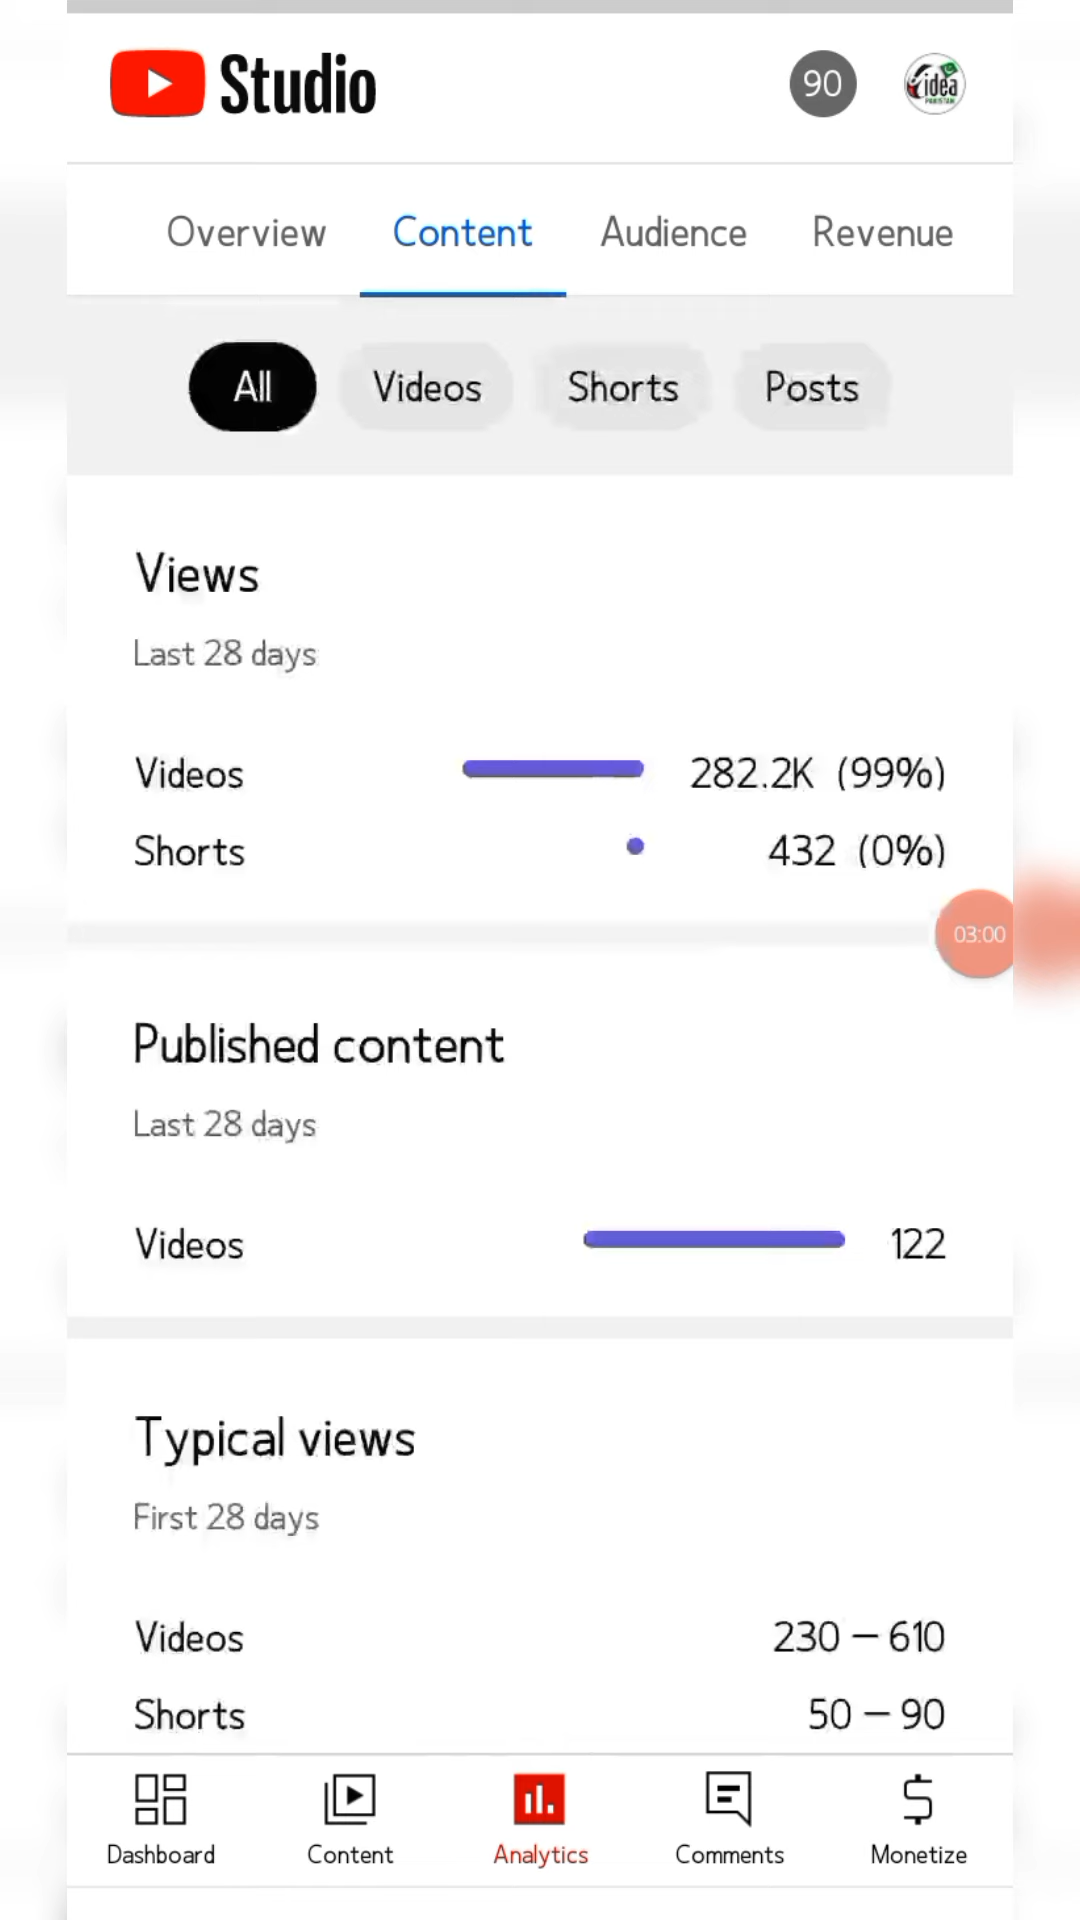 Studio
90
idea
PAKISTAN
Overview Content Audience Revenue
All Videos Shorts Posts
Views
Last 28 days
Videos 282.2K (99%)
Shorts 432 (0%)
03:00
Published content
Last 28 days
Videos 122
Typical views
First 28 days
Videos 230 – 610
Shorts 50 – 90
Dashboard Content Analytics Comments Monetize